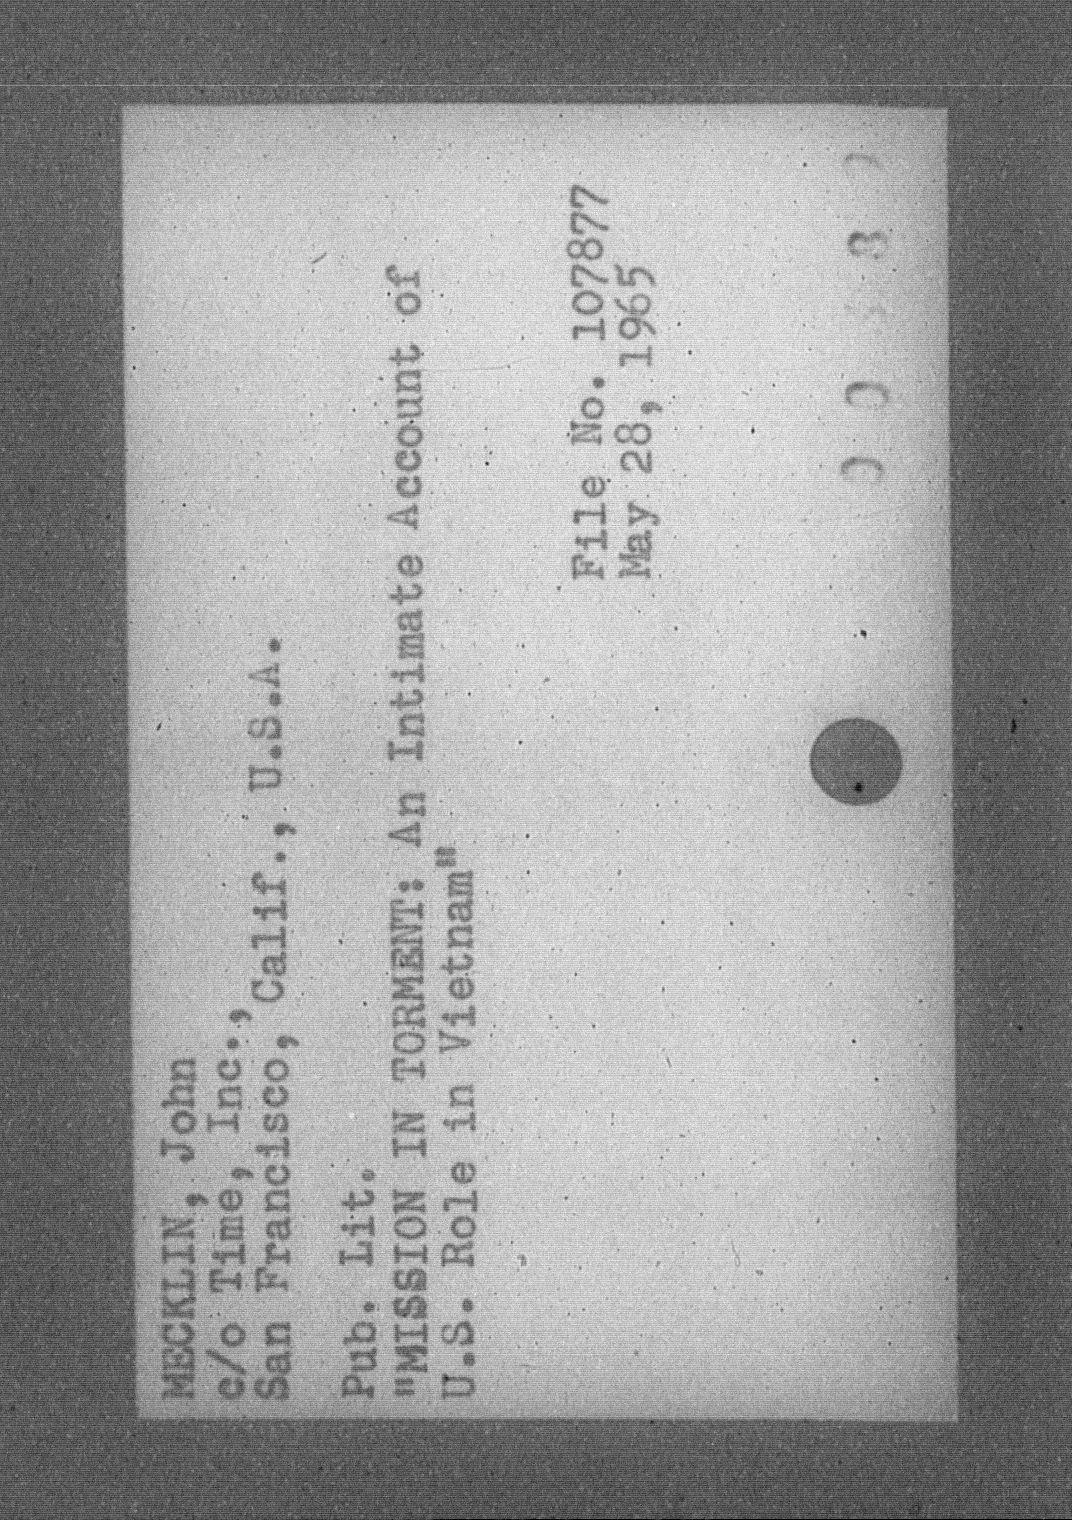 MECKLIN, John
c/o Time, Inc.,
San Francisco, Calif., U.S.A.
Pub. Lit.
"MISSION IN TORMENT: An Intimate Account of
U.S. Role in Vietnam"
File No. 107877
May 28, 1965